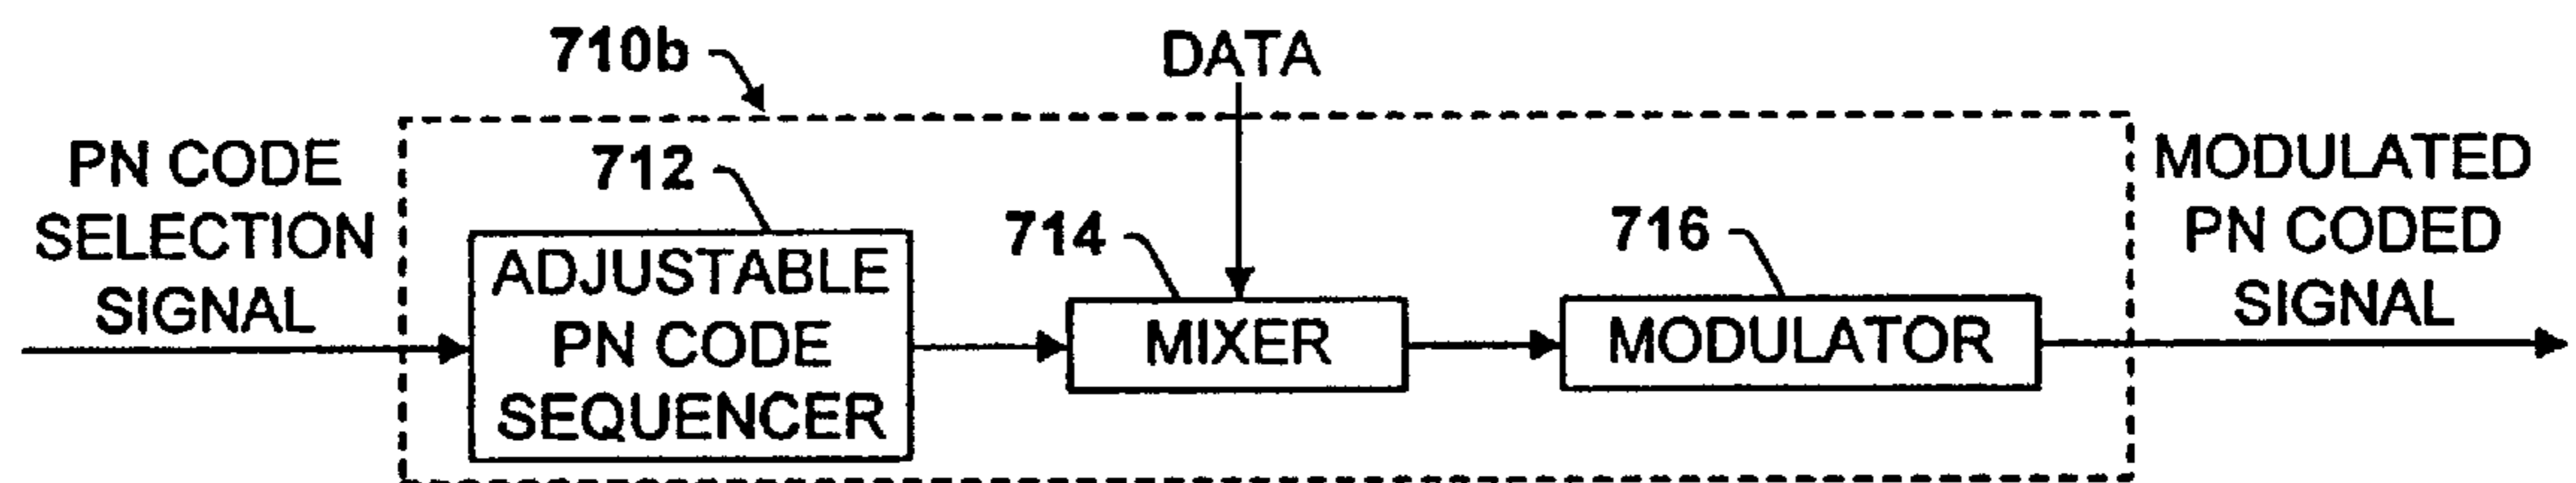 710b
DATA
PN CODE
SELECTION
SIGNAL
712
ADJUSTABLE
PN CODE
SEQUENCER
714
MIXER
716
MODULATOR
MODULATED
PN CODED
SIGNAL